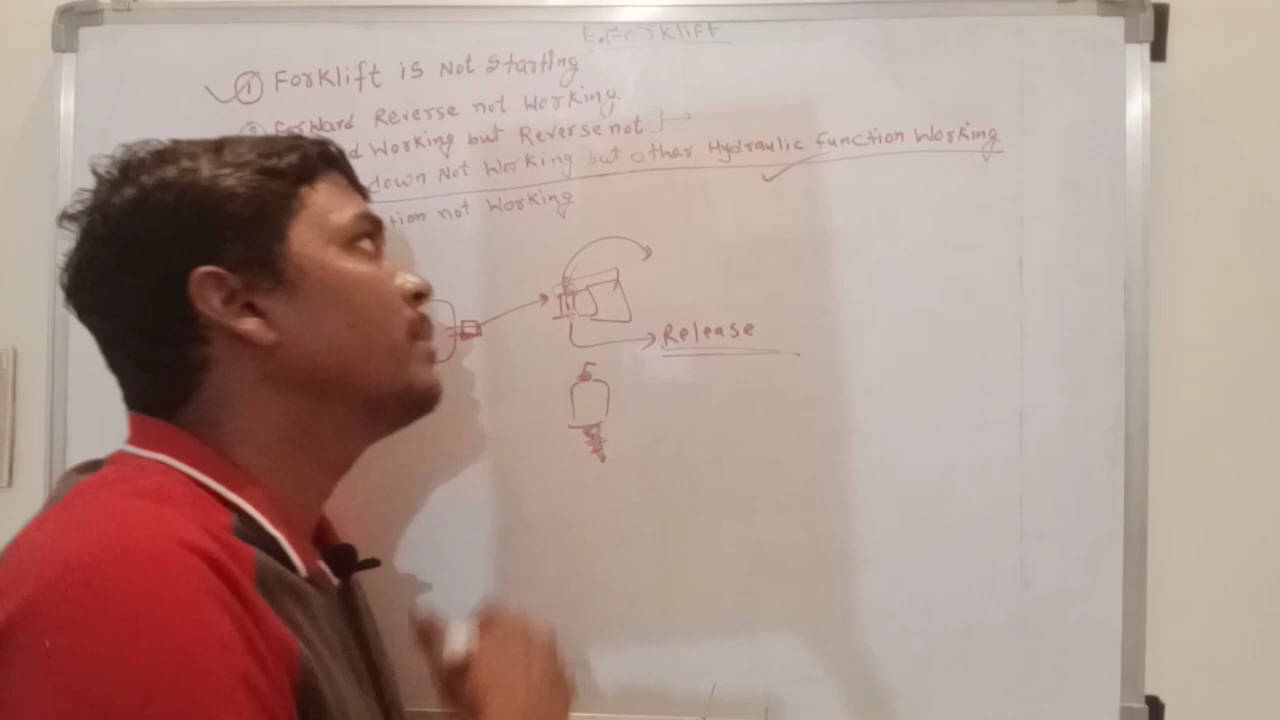 E.Forklift
① Forklift is Not Starting
Forward Reverse not Working
Working but Reverse not
down Not Working but other Hydraulic function Working
not Working
Release